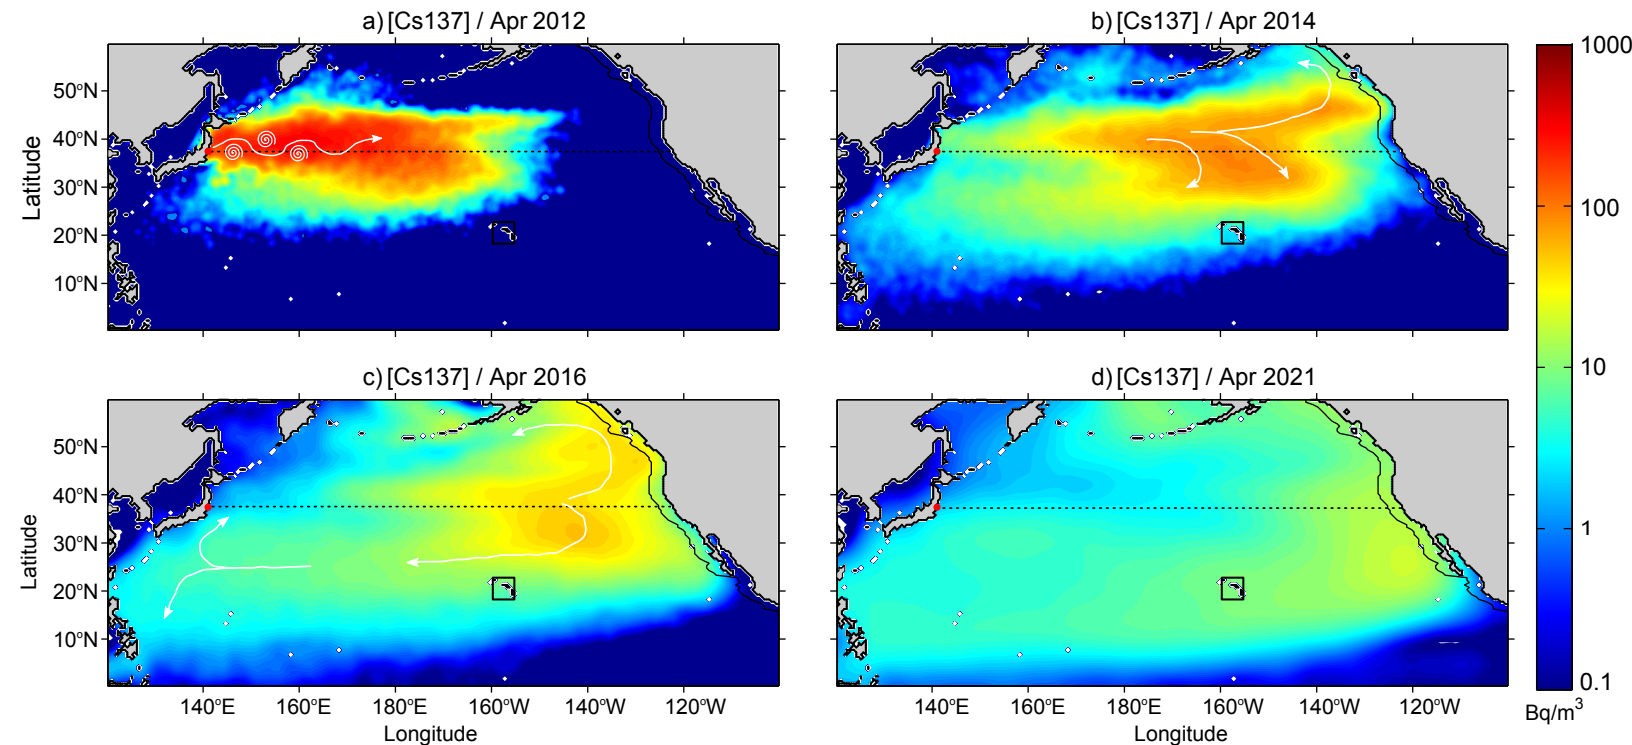 a) [Cs137] / Apr 2012
b) [Cs137] / Apr 2014
50°N
40°N
30°N
20°N
10°N
Latitude
1000
100
10
1
0.1
Bq/m³
c) [Cs137] / Apr 2016
d) [Cs137] / Apr 2021
50°N
40°N
30°N
20°N
10°N
Latitude
140°E
160°E
180°E
160°W
140°W
120°W
Longitude
140°E
160°E
180°E
160°W
140°W
120°W
Longitude